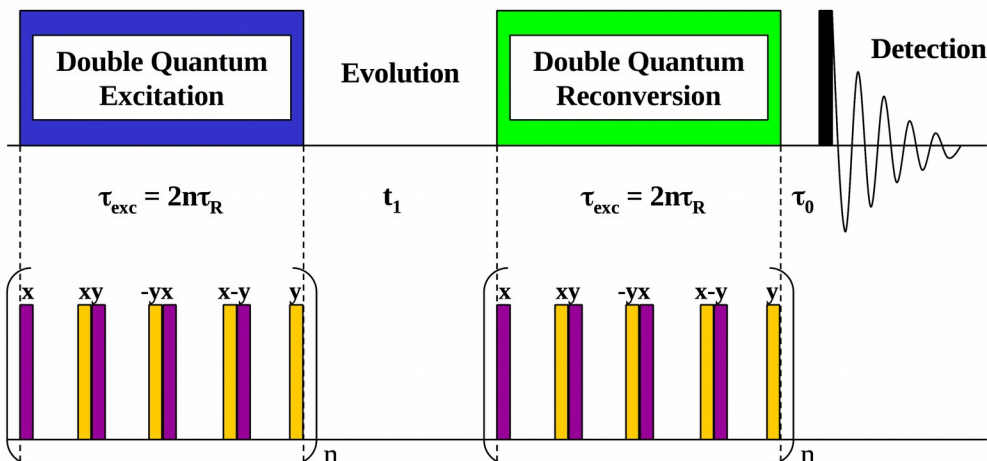 Double Quantum
Excitation
Evolution
Double Quantum
Reconversion
Detection
τexc = 2nτR
t1
τexc = 2nτR
τ0
x xy -yx x-y y
x xy -yx x-y y
n
n